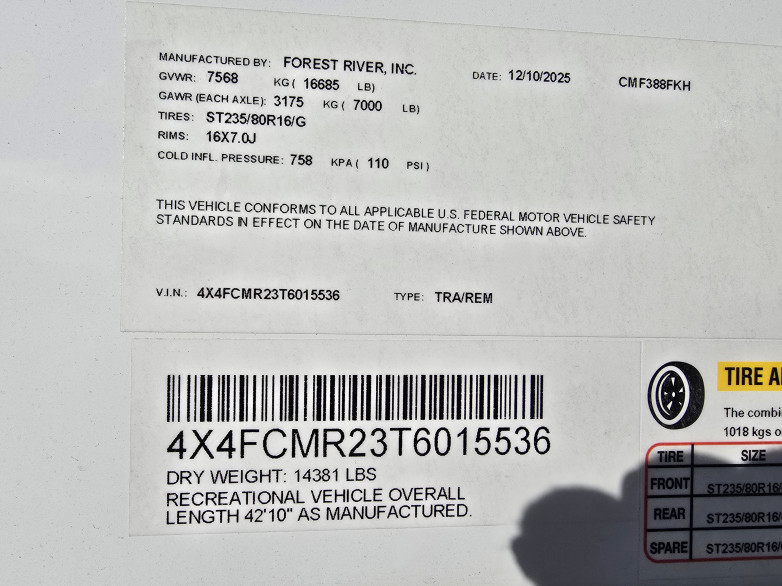 MANUFACTURED BY: FOREST RIVER, INC. DATE: 12/10/2025 CMF388FKH
GVWR: 7568 KG ( 16685 LB)
GAWR (EACH AXLE): 3175 KG ( 7000 LB)
TIRES: ST235/80R16/G
RIMS: 16X7.0J
COLD INFL. PRESSURE: 758 KPA ( 110 PSI )
THIS VEHICLE CONFORMS TO ALL APPLICABLE U.S. FEDERAL MOTOR VEHICLE SAFETY
STANDARDS IN EFFECT ON THE DATE OF MANUFACTURE SHOWN ABOVE.
V.I.N.: 4X4FCMR23T6015536 TYPE: TRA/REM
4X4FCMR23T6015536
DRY WEIGHT: 14381 LBS
RECREATIONAL VEHICLE OVERALL
LENGTH 42'10" AS MANUFACTURED.
TIRE
The
1018 kgs
TIRE SIZE
FRONT ST235/80R16/
REAR ST235/80R16/
SPARE ST235/80R16/